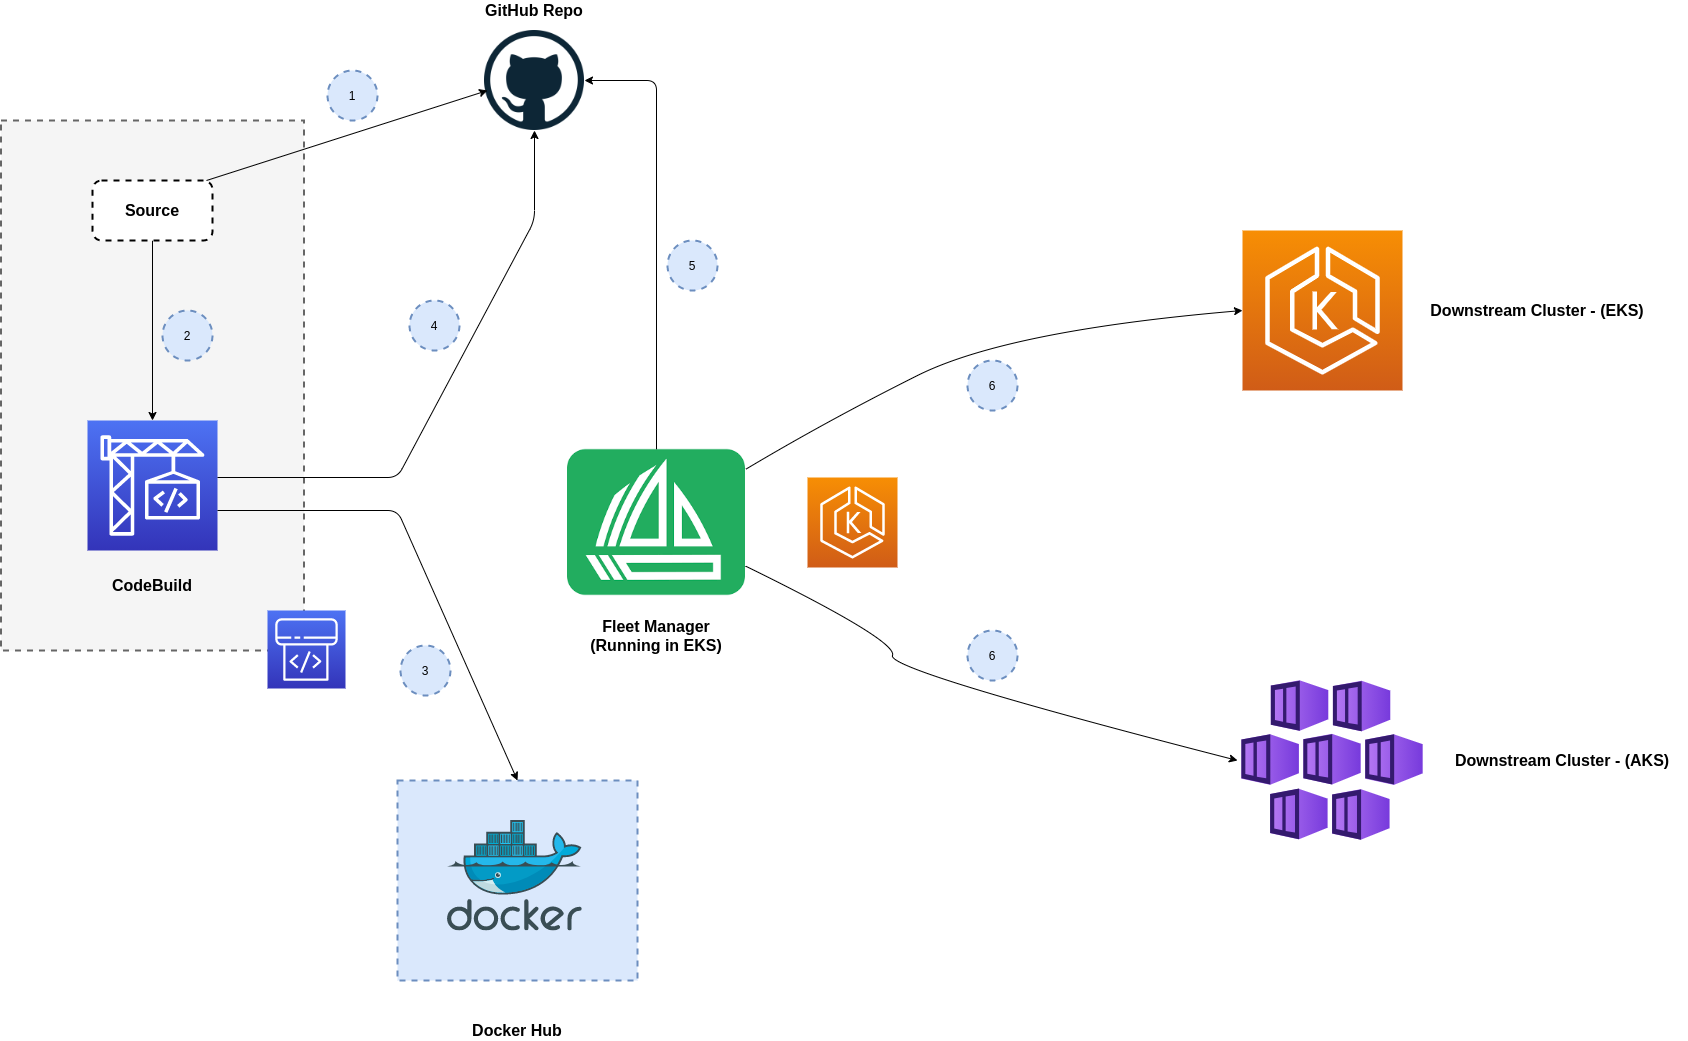 GitHub Repo
1
Source
5
2
4
Downstream Cluster - (EKS)
6
CodeBuild
Fleet Manager
(Running in EKS)
3
6
Downstream Cluster - (AKS)
docker
Docker Hub